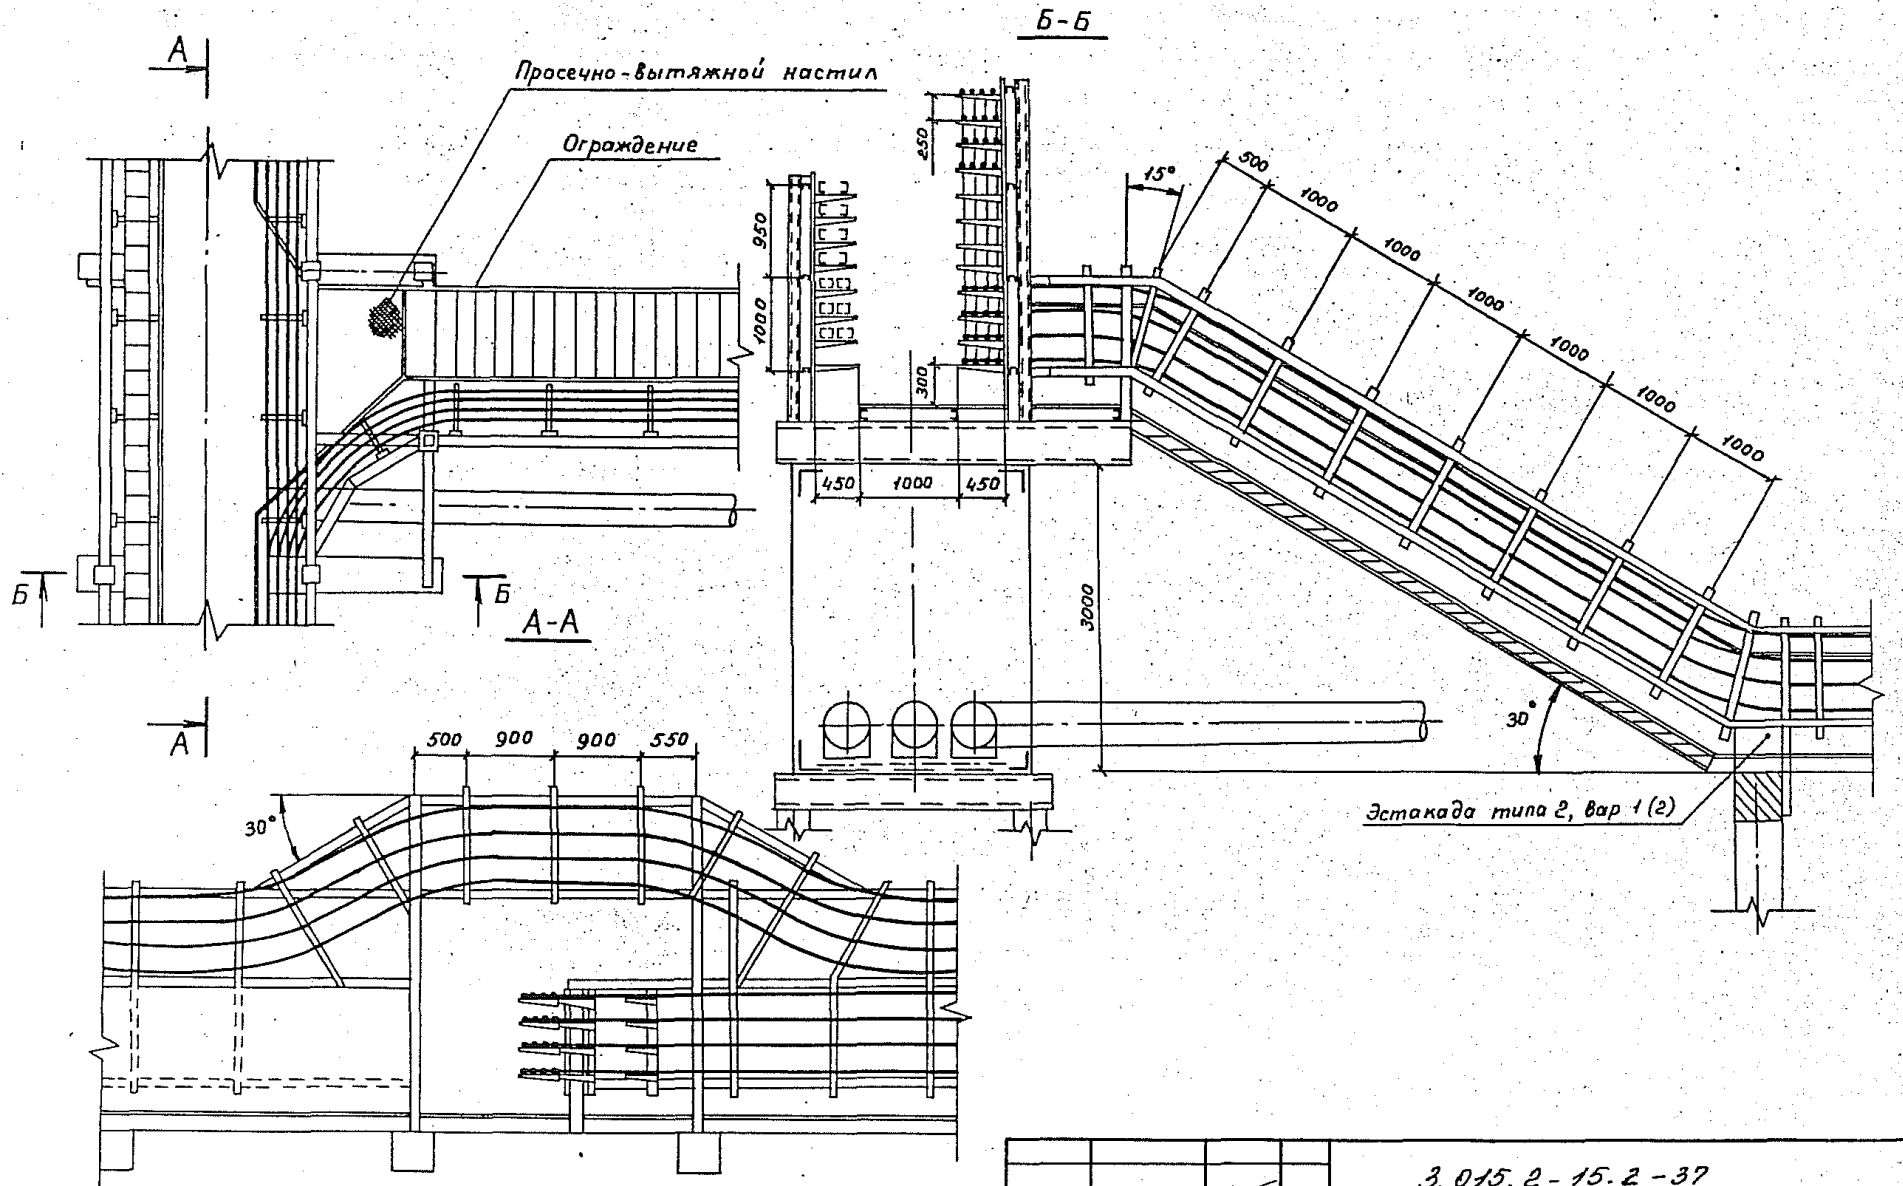 Б-Б
А
Просечно-вытяжной настил
Ограждение
250
950
1000
300
15°
500
1000
1000
1000
1000
1000
1000
450
1000
450
3000
30°
Б
Б
А-А
А
500
900
900
550
30°
Эстакада типа 2, вар 1 (2)
3.015.2-15.2-37